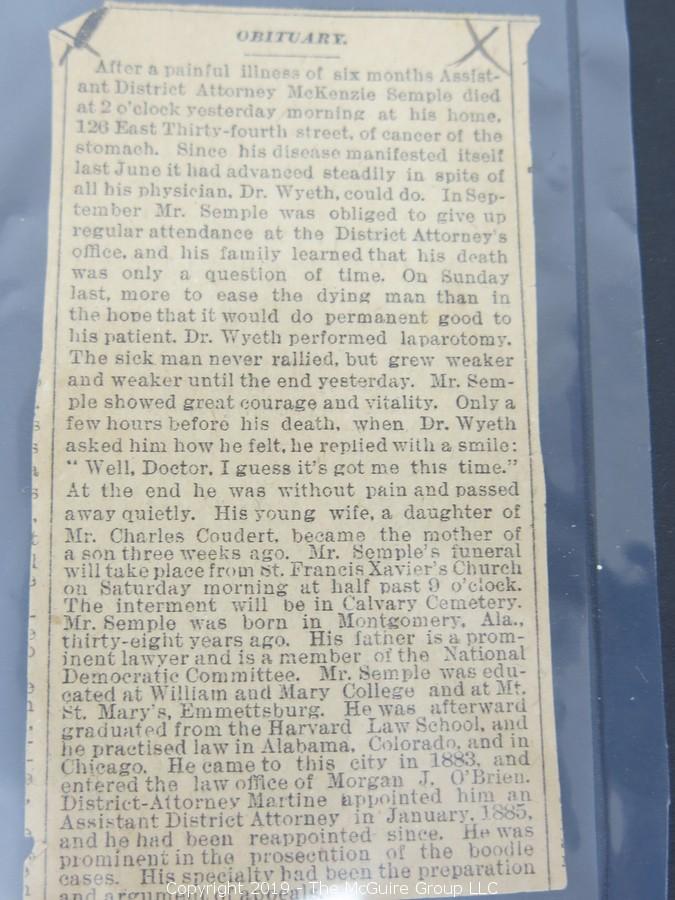 OBITUARY.
After a painful illness of six months Assist-
ant District Attorney McKenzie Semple died
at 2 o'clock yesterday morning at his home,
126 East Thirty-fourth street, of cancer of the
stomach. Since his disease manifested itself
last June it had advanced steadily in spite of
all his physician, Dr. Wyeth, could do. In Sep-
tember Mr. Semple was obliged to give up
regular attendance at the District Attorney's
office, and his family learned that his death
was only a question of time. On Sunday
last, more to ease the dying man than in
the hope that it would do permanent good to
his patient, Dr. Wyeth performed laparotomy.
The sick man never rallied, but grew weaker
and weaker until the end yesterday. Mr. Sem-
ple showed great courage and vitality. Only a
few hours before his death, when Dr. Wyeth
asked him how he felt, he replied with a smile:
"Well, Doctor, I guess it's got me this time."
At the end he was without pain and passed
away quietly. His young wife, a daughter of
Mr. Charles Coudert, became the mother of
a son three weeks ago. Mr. Semple's funeral
will take place from St. Francis Xavier's Church
on Saturday morning at half past 9 o'clock.
The interment will be in Calvary Cemetery.
Mr. Semple was born in Montgomery, Ala.,
thirty-eight years ago. His father is a prom-
inent lawyer and is a member of the National
Democratic Committee. Mr. Semple was edu-
cated at William and Mary College and at Mt.
St. Mary's, Emmettsburg. He was afterward
graduated from the Harvard Law School, and
he practised law in Alabama, Colorado, and in
Chicago. He came to this city in 1883, and
entered the law office of Morgan J. O'Brien.
District-Attorney Martine appointed him an
Assistant District Attorney in January, 1885,
and he had been reappointed since. He was
prominent in the prosecution of the boodle
cases. His specialty had been the preparation
and argument of
Copyright 2019 - The McGuire Group LLC